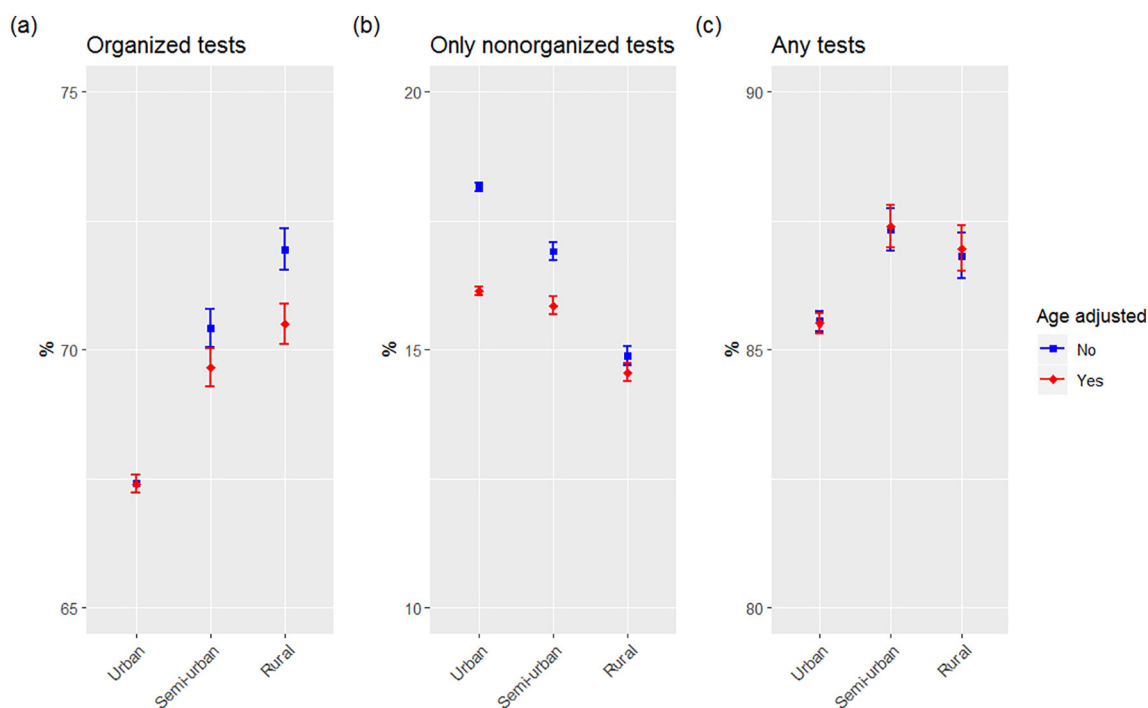 (a)
Organized tests
75
70
65
%
Urban
Semi-urban
Rural
(b)
Only nonorganized tests
20
15
10
%
Urban
Semi-urban
Rural
(c)
Any tests
90
85
80
%
Urban
Semi-urban
Rural
Age adjusted
No
Yes